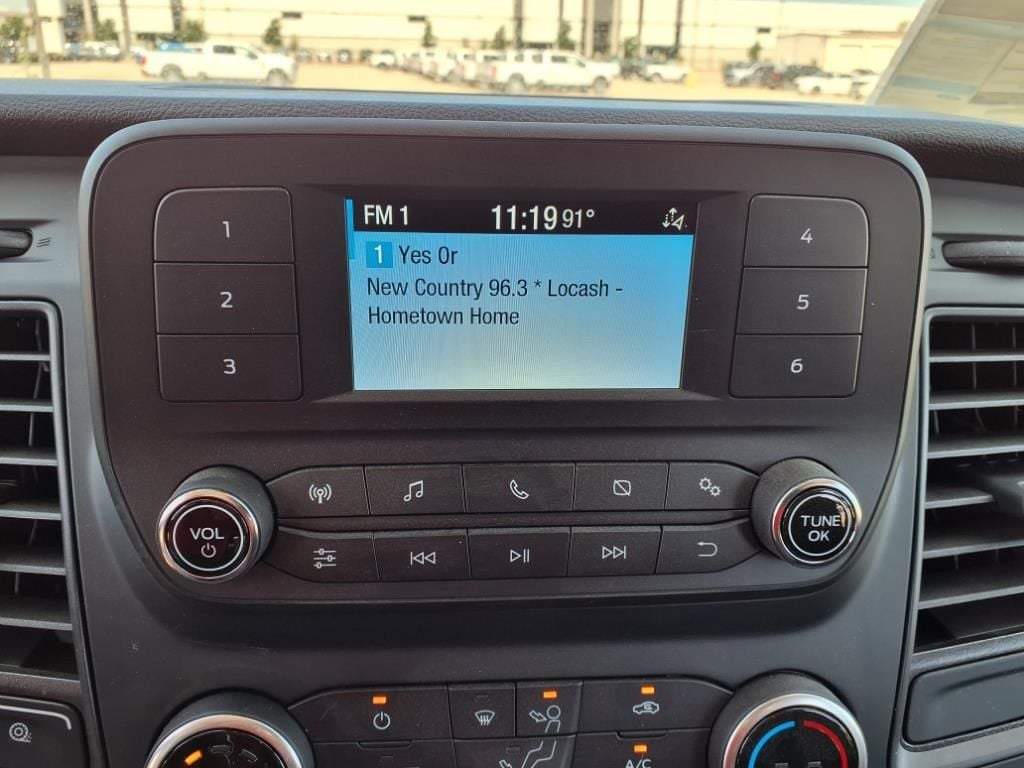 FM 1 11:19 91°
1 Yes Or
New Country 96.3 * Locash -
Hometown Home
1
2
3
4
5
6
VOL
TUNE
OK
A/C